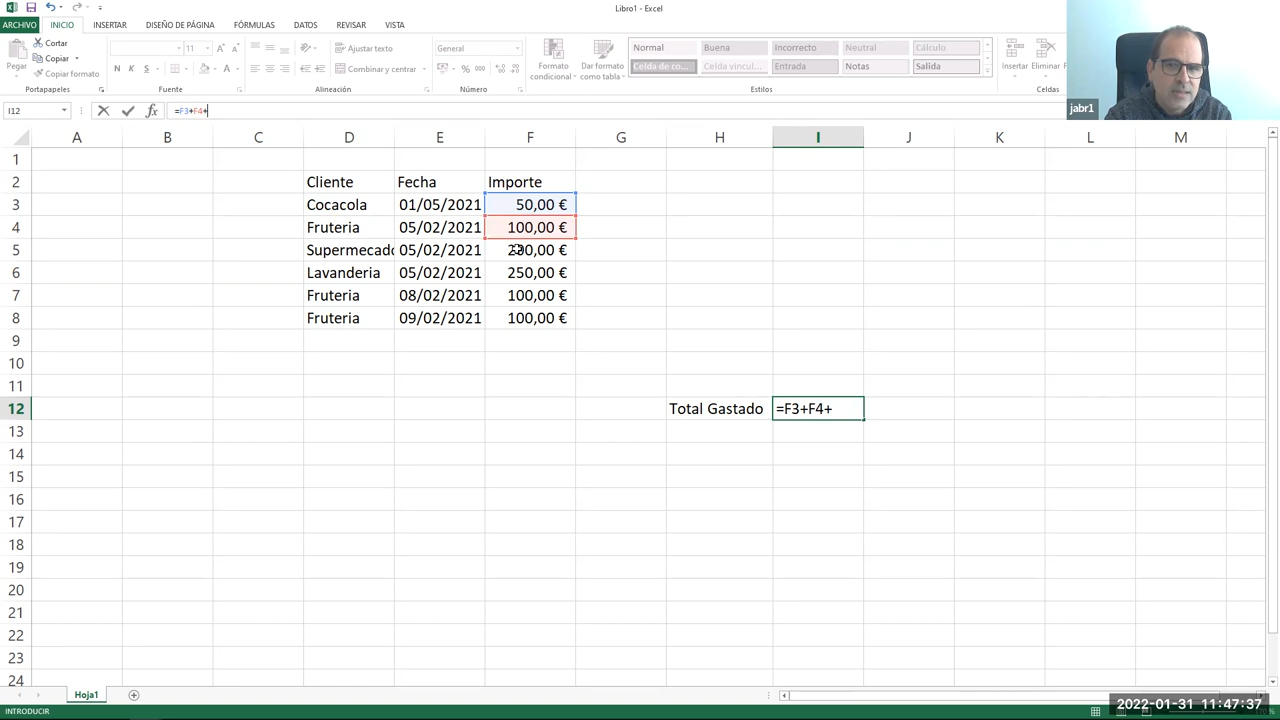 Libro1 - Excel
ARCHIVO INICIO INSERTAR DISEÑO DE PÁGINA FÓRMULAS DATOS REVISAR VISTA
Pegar
Cortar
Copiar
Copiar formato
Portapapeles
11
N K S
Fuente
Ajustar texto
Combinar y centrar
Alineación
General
% 000
Número
Formato condicional
Dar formato como tabla
Normal Buena Incorrecto Neutral Cálculo
Celda de co... Celda vincul... Entrada Notas Salida
Estilos
Insertar Eliminar
Celdas
jabr1
I12 fx =F3+F4+
A B C D E F G H I J K L M
1
2 Cliente Fecha Importe
3 Cocacola 01/05/2021 50,00 €
4 Fruteria 05/02/2021 100,00 €
5 Supermecado 05/02/2021 200,00 €
6 Lavanderia 05/02/2021 250,00 €
7 Fruteria 08/02/2021 100,00 €
8 Fruteria 09/02/2021 100,00 €
9
10
11
12 Total Gastado =F3+F4+
13
14
15
16
17
18
19
20
21
22
23
24
Hoja1
INTRODUCIR
2022-01-31 11:47:37